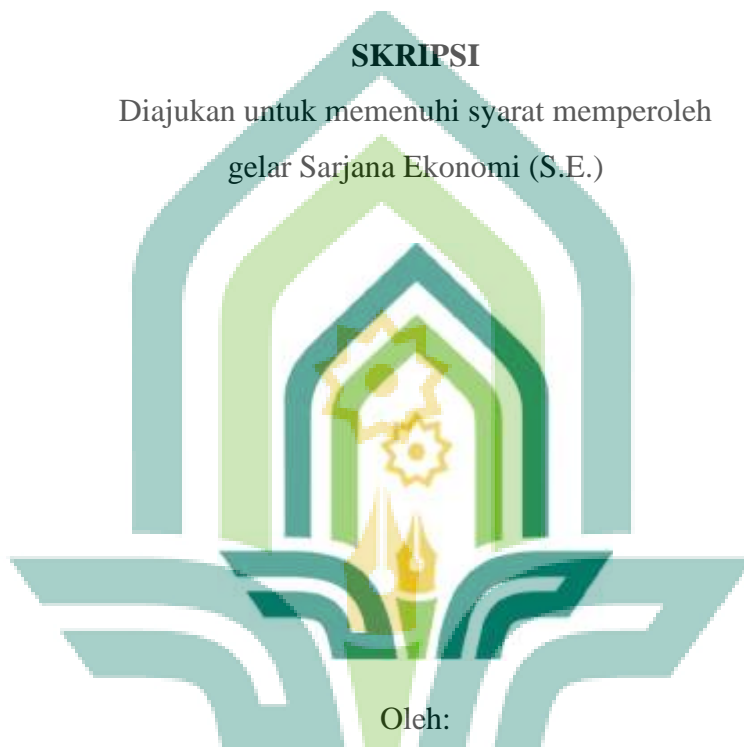 SKRIPSI
Diajukan untuk memenuhi syarat memperoleh
gelar Sarjana Ekonomi (S.E.)
Oleh: